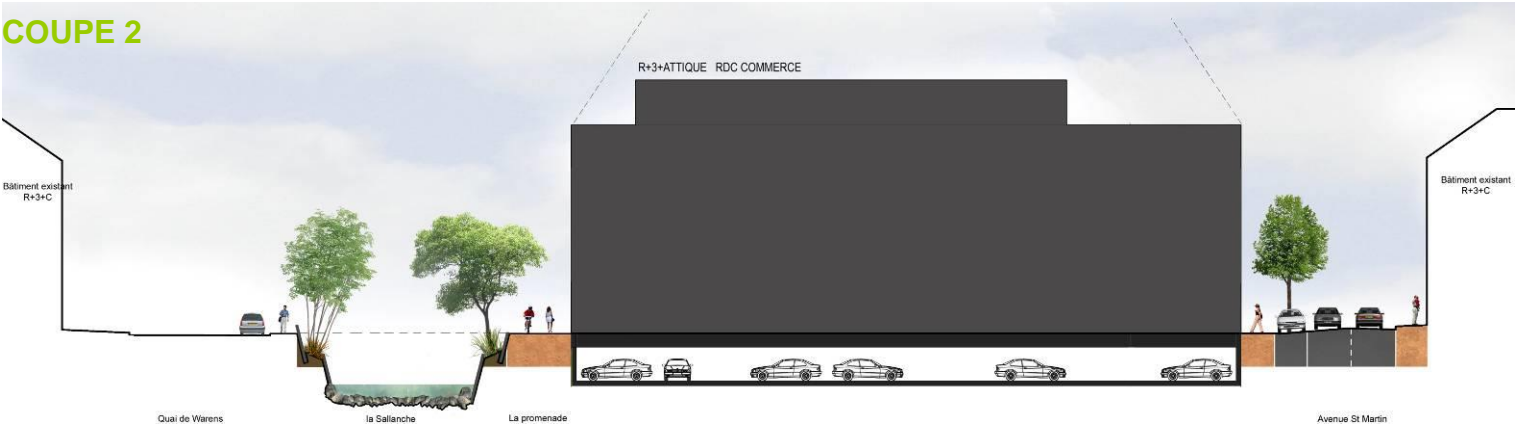 COUPE 2
R+3+ATTIQUE RDC COMMERCE
Bâtiment existant
R+3+C
Bâtiment existant
R+3+C
Quai de Warens
la Sallanche
La promenade
Avenue St Martin